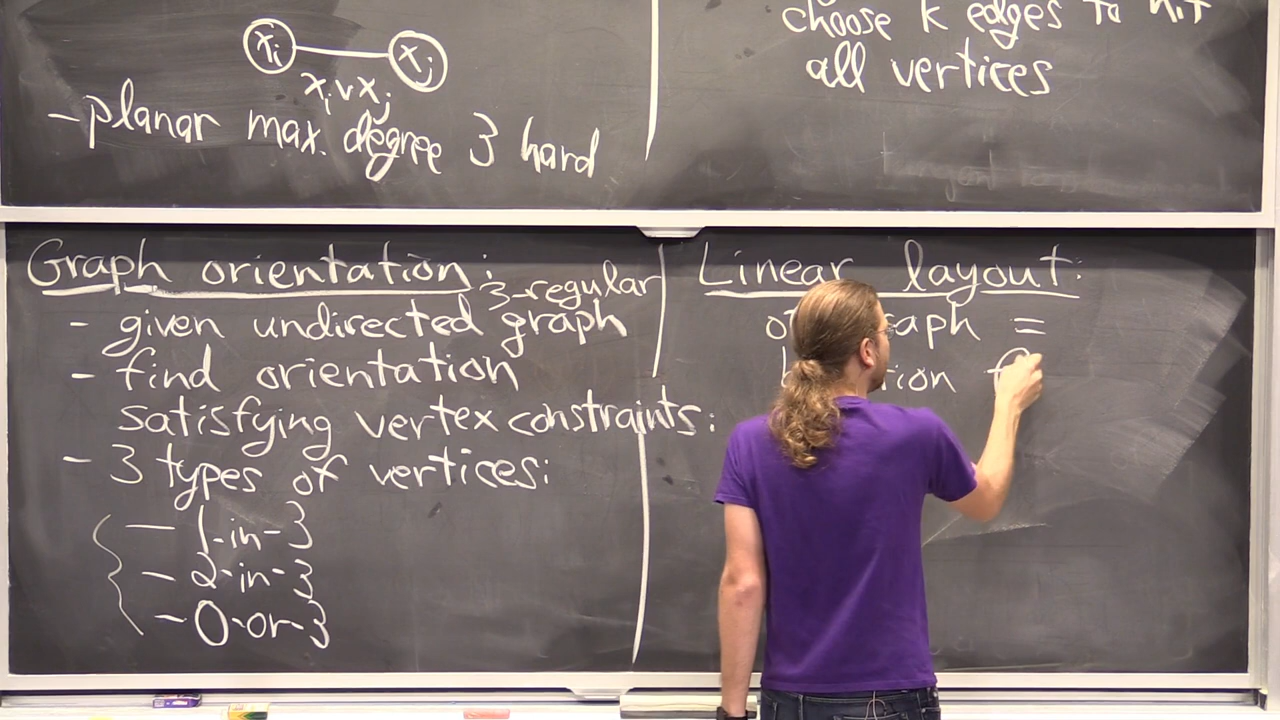 xi xj
xi v xj
- planar max. degree 3 hard
choose k edges to hit
all vertices
Graph orientation:
3-regular
- given undirected graph
- find orientation
satisfying vertex constraints:
- 3 types of vertices:
- 1-in-3
- 2-in-3
- 0-or-3
Linear layout:
=